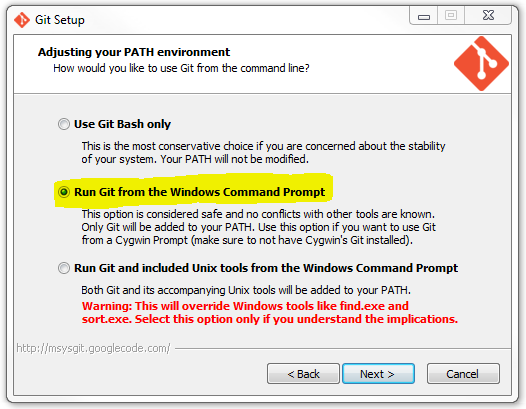 Git Setup
Adjusting your PATH environment
How would you like to use Git from the command line?
Use Git Bash only
This is the most conservative choice if you are concerned about the stability
of your system. Your PATH will not be modified.
Run Git from the Windows Command Prompt
This option is considered safe and no conflicts with other tools are known.
Only Git will be added to your PATH. Use this option if you want to use Git
from a Cygwin Prompt (make sure to not have Cygwin's Git installed).
Run Git and included Unix tools from the Windows Command Prompt
Both Git and its accompanying Unix tools will be added to your PATH.
Warning: This will override Windows tools like find.exe and
sort.exe. Select this option only if you understand the implications.
http://msysgit.googlecode.com/
< Back Next > Cancel